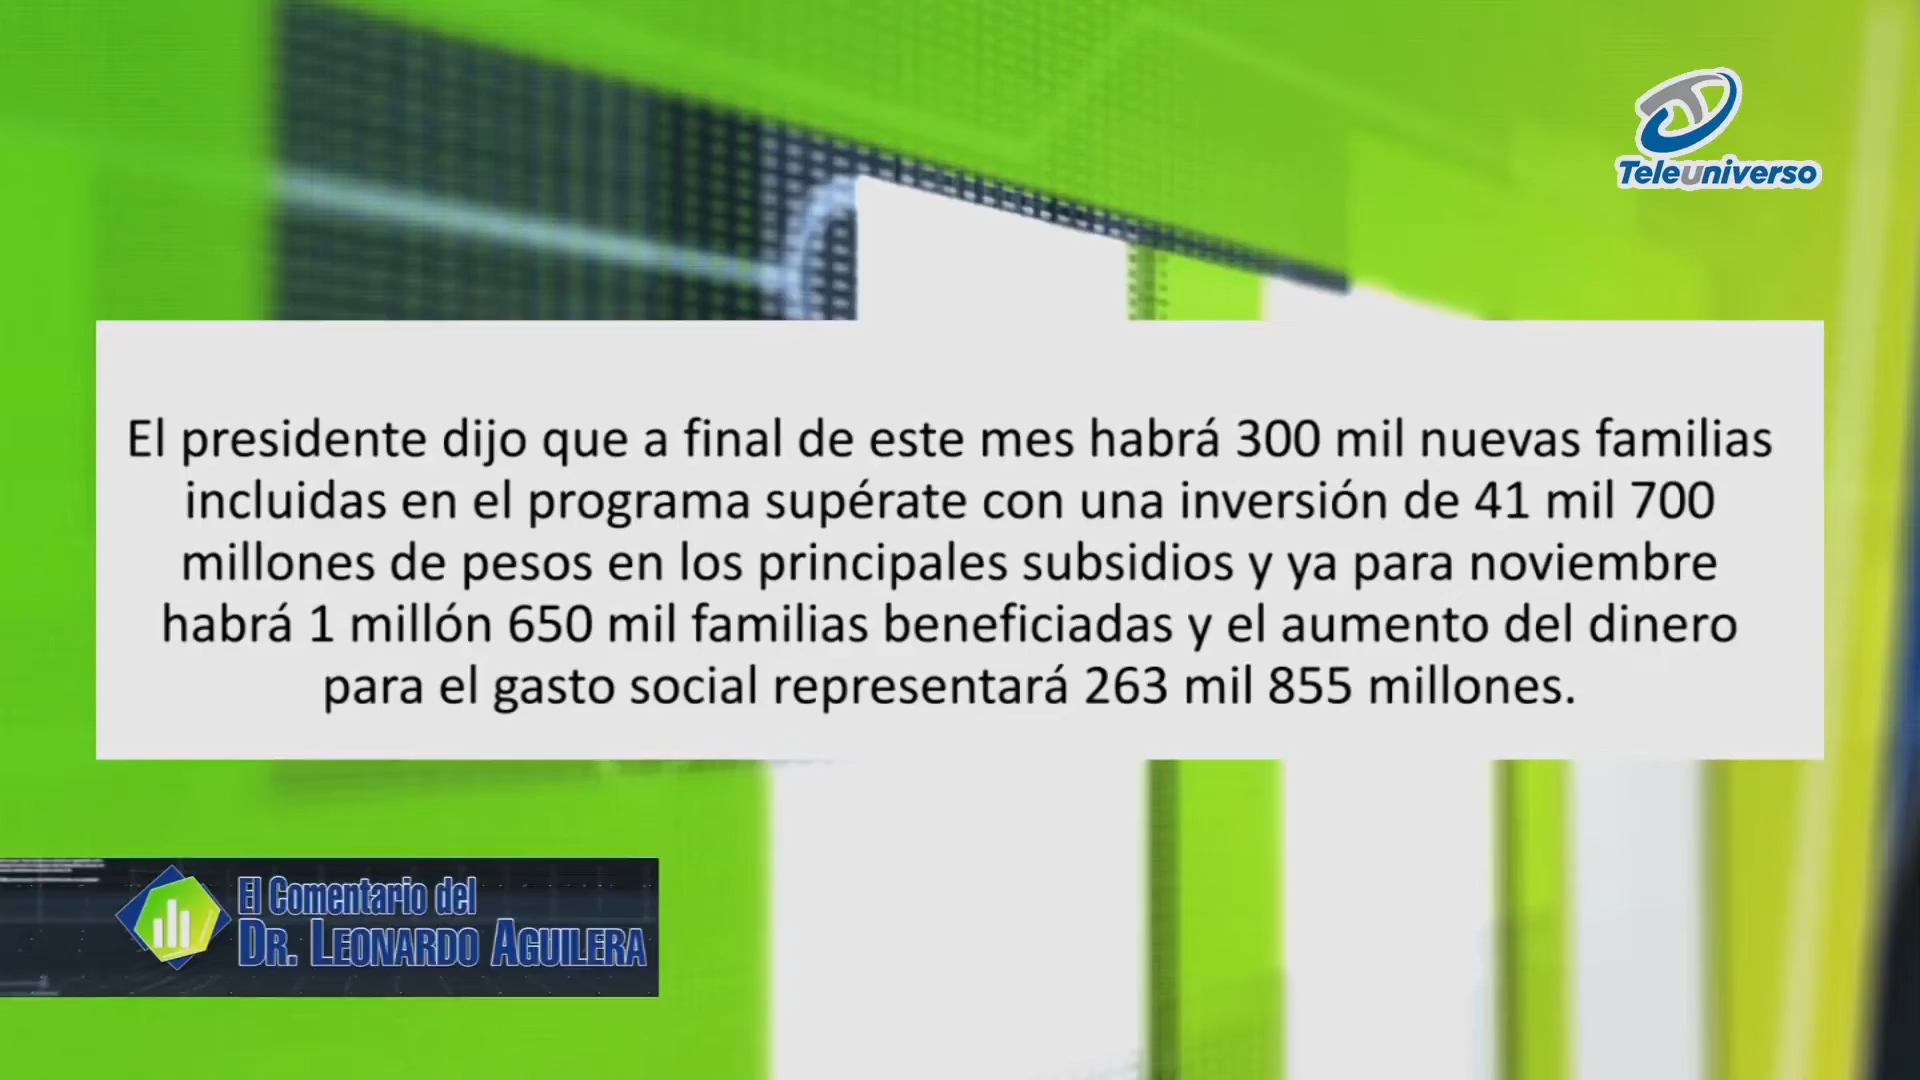 Teleuniverso
El presidente dijo que a final de este mes habrá 300 mil nuevas familias
incluidas en el programa supérate con una inversión de 41 mil 700
millones de pesos en los principales subsidios y ya para noviembre
habrá 1 millón 650 mil familias beneficiadas y el aumento del dinero
para el gasto social representará 263 mil 855 millones.
El Comentario del
DR. LEONARDO AGUILERA